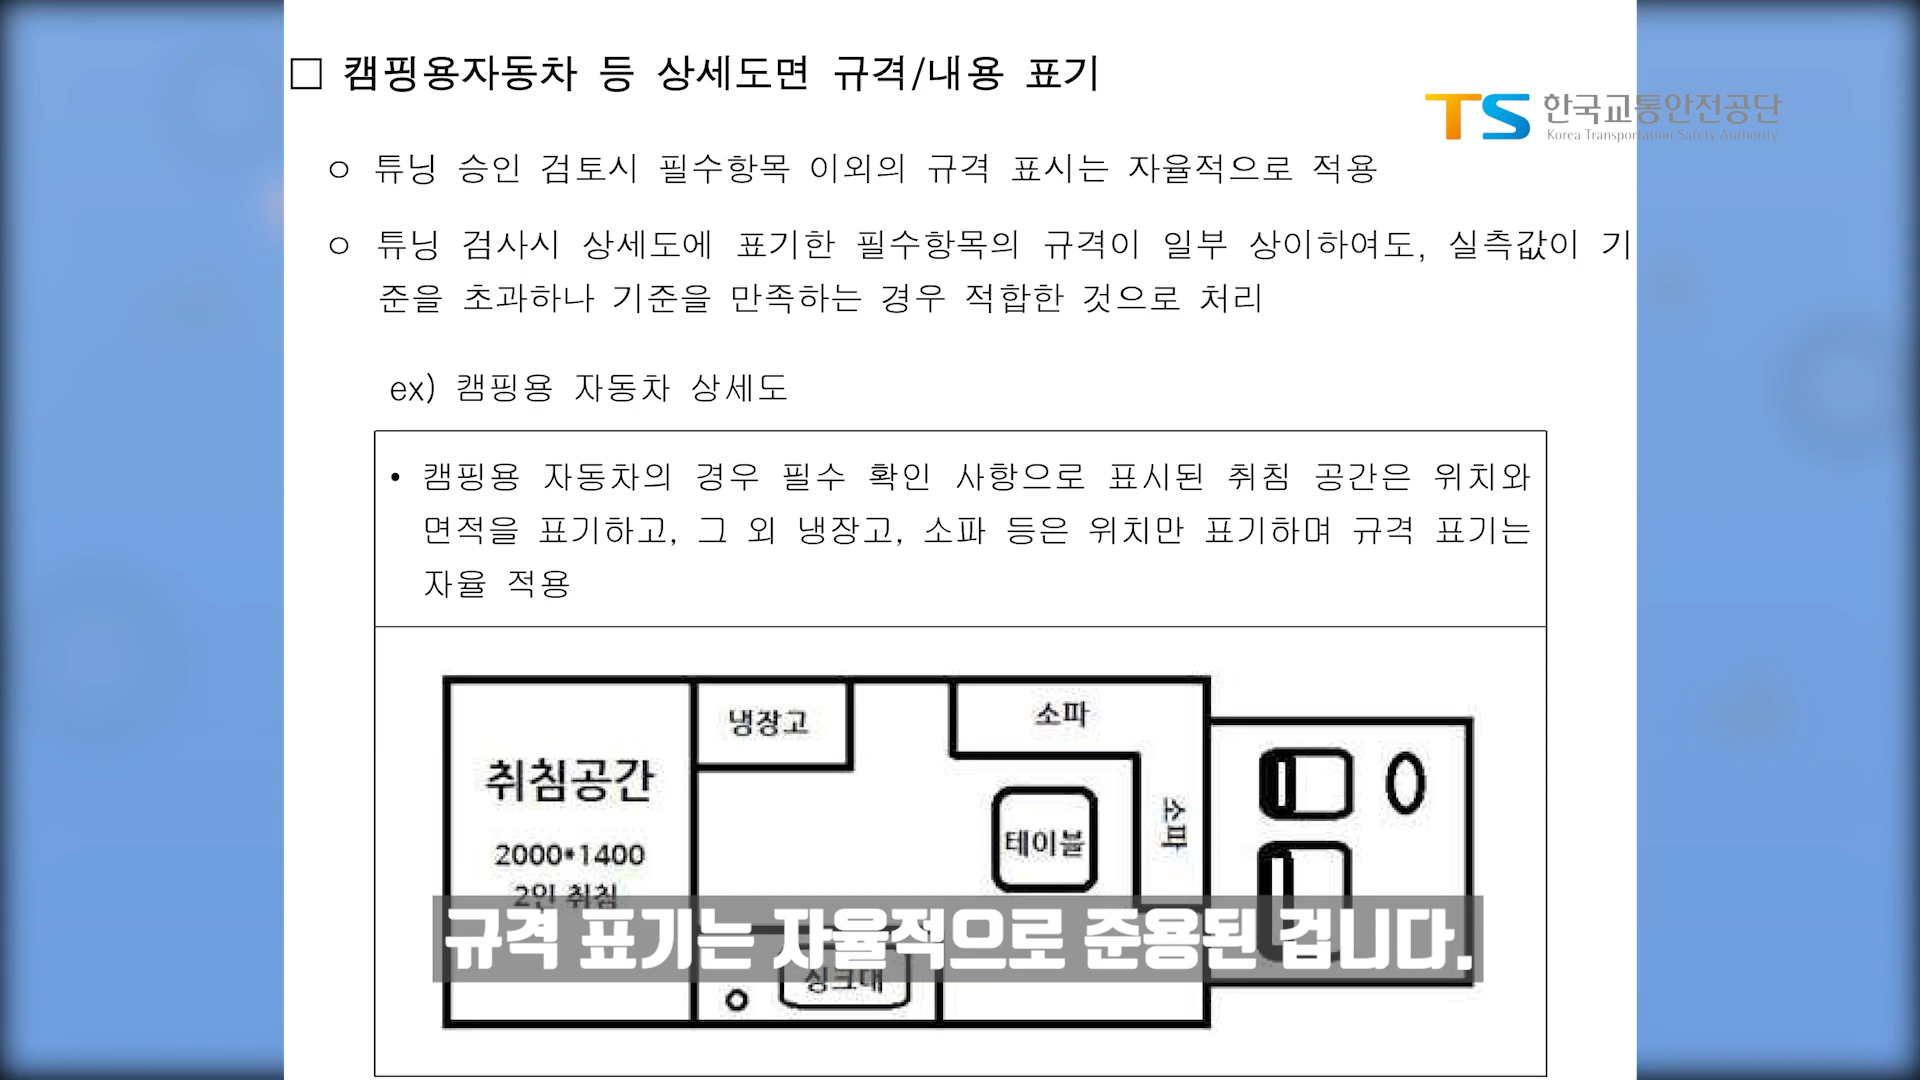 □ 캠핑용자동차 등 상세도면 규격/내용 표기
TS 한국교통안전공단
Korea Transportation Safety Authority
ㅇ 튜닝 승인 검토시 필수항목 이외의 규격 표시는 자율적으로 적용
ㅇ 튜닝 검사시 상세도에 표기한 필수항목의 규격이 일부 상이하여도, 실측값이 기
준을 초과하나 기준을 만족하는 경우 적합한 것으로 처리
ex) 캠핑용 자동차 상세도
• 캠핑용 자동차의 경우 필수 확인 사항으로 표시된 취침 공간은 위치와
면적을 표기하고, 그 외 냉장고, 소파 등은 위치만 표기하며 규격 표기는
자율 적용
냉장고
소파
취침공간
2000*1400
2인 취침
테이블
소파
규격 표기는 자율적으로 준용된 겁니다.
싱크대